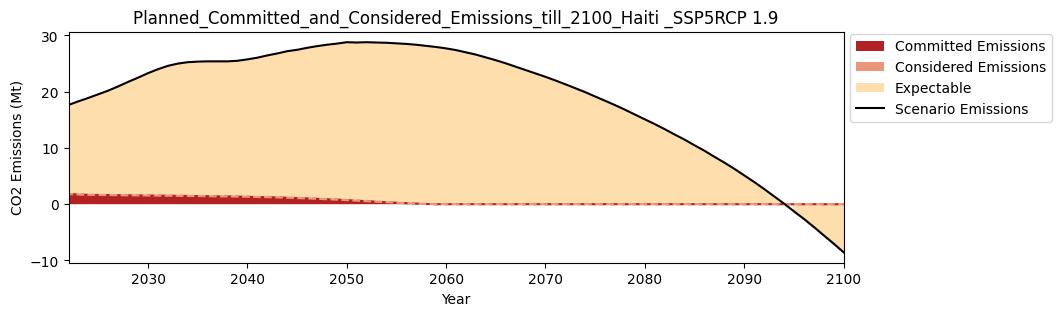 Planned_Committed_and_Considered_Emissions_till_2100_Haiti _SSP5RCP 1.9
30
20
10
0
−10
CO2 Emissions (Mt)
2030
2040
2050
2060
2070
2080
2090
2100
Year
Committed Emissions
Considered Emissions
Expectable
Scenario Emissions